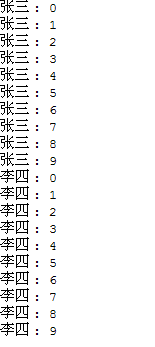 张三 : 0
张三 : 1
张三 : 2
张三 : 3
张三 : 4
张三 : 5
张三 : 6
张三 : 7
张三 : 8
张三 : 9
李四 : 0
李四 : 1
李四 : 2
李四 : 3
李四 : 4
李四 : 5
李四 : 6
李四 : 7
李四 : 8
李四 : 9